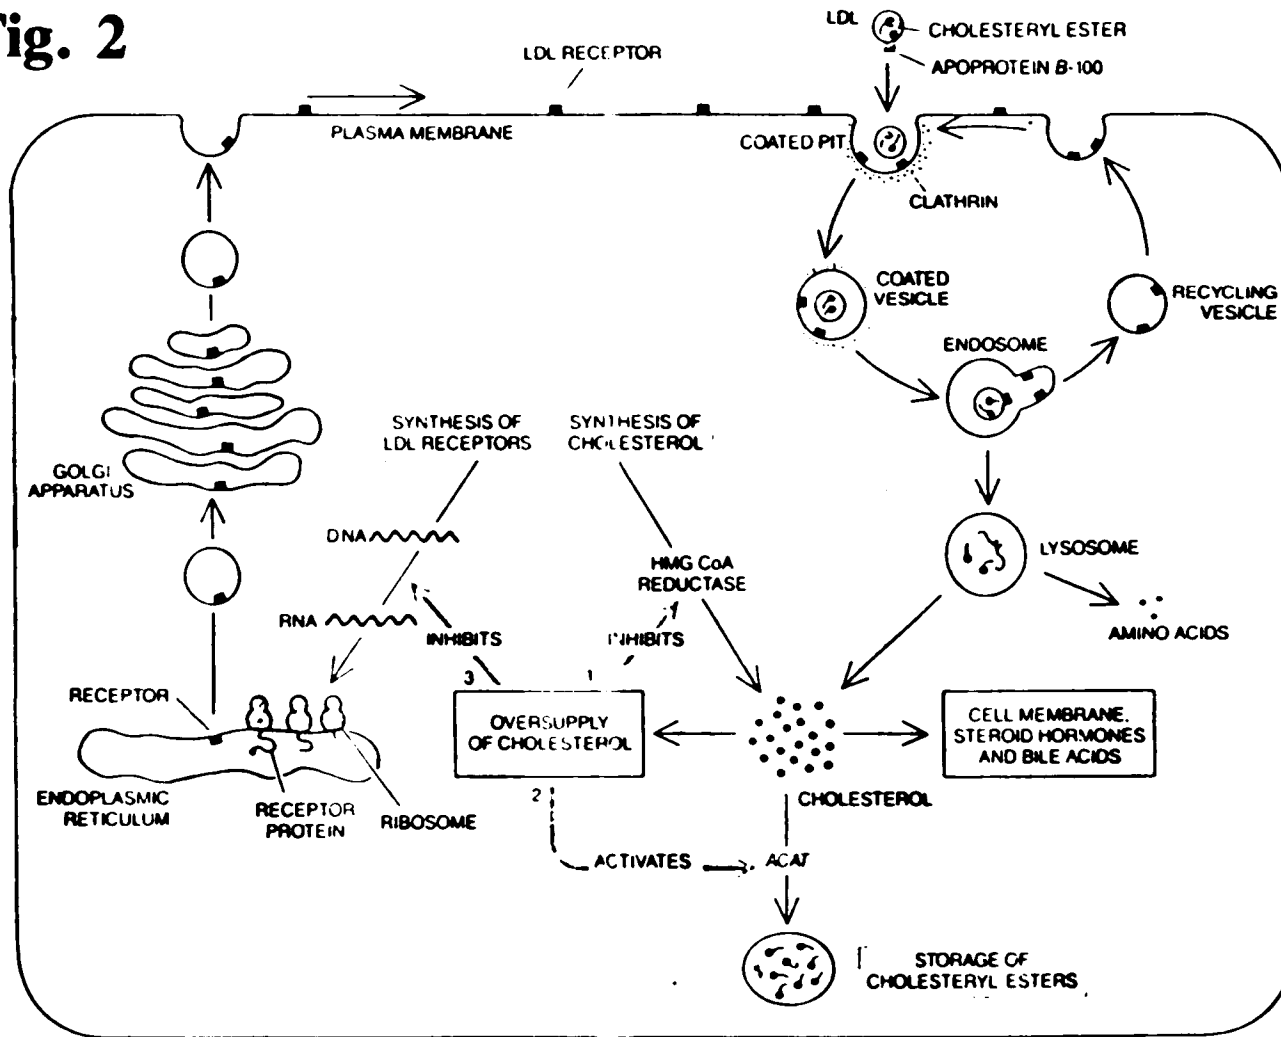 Fig. 2
LDL
CHOLESTERYL ESTER
APOPROTEIN B-100
LDL RECEPTOR
PLASMA MEMBRANE
COATED PIT
CLATHRIN
COATED
VESICLE
RECYCLING
VESICLE
ENDOSOME
SYNTHESIS OF
LDL RECEPTORS
SYNTHESIS OF
CHOLESTEROL
GOLGI
APPARATUS
DNA
HMG CoA
REDUCTASE
LYSOSOME
RNA
INHIBITS
INHIBITS
AMINO ACIDS
3
1
RECEPTOR
OVERSUPPLY
OF CHOLESTEROL
CELL MEMBRANE,
STEROID HORMONES
AND BILE ACIDS
ENDOPLASMIC
RETICULUM
RECEPTOR
PROTEIN
RIBOSOME
2
CHOLESTEROL
ACTIVATES
ACAT
STORAGE OF
CHOLESTERYL ESTERS